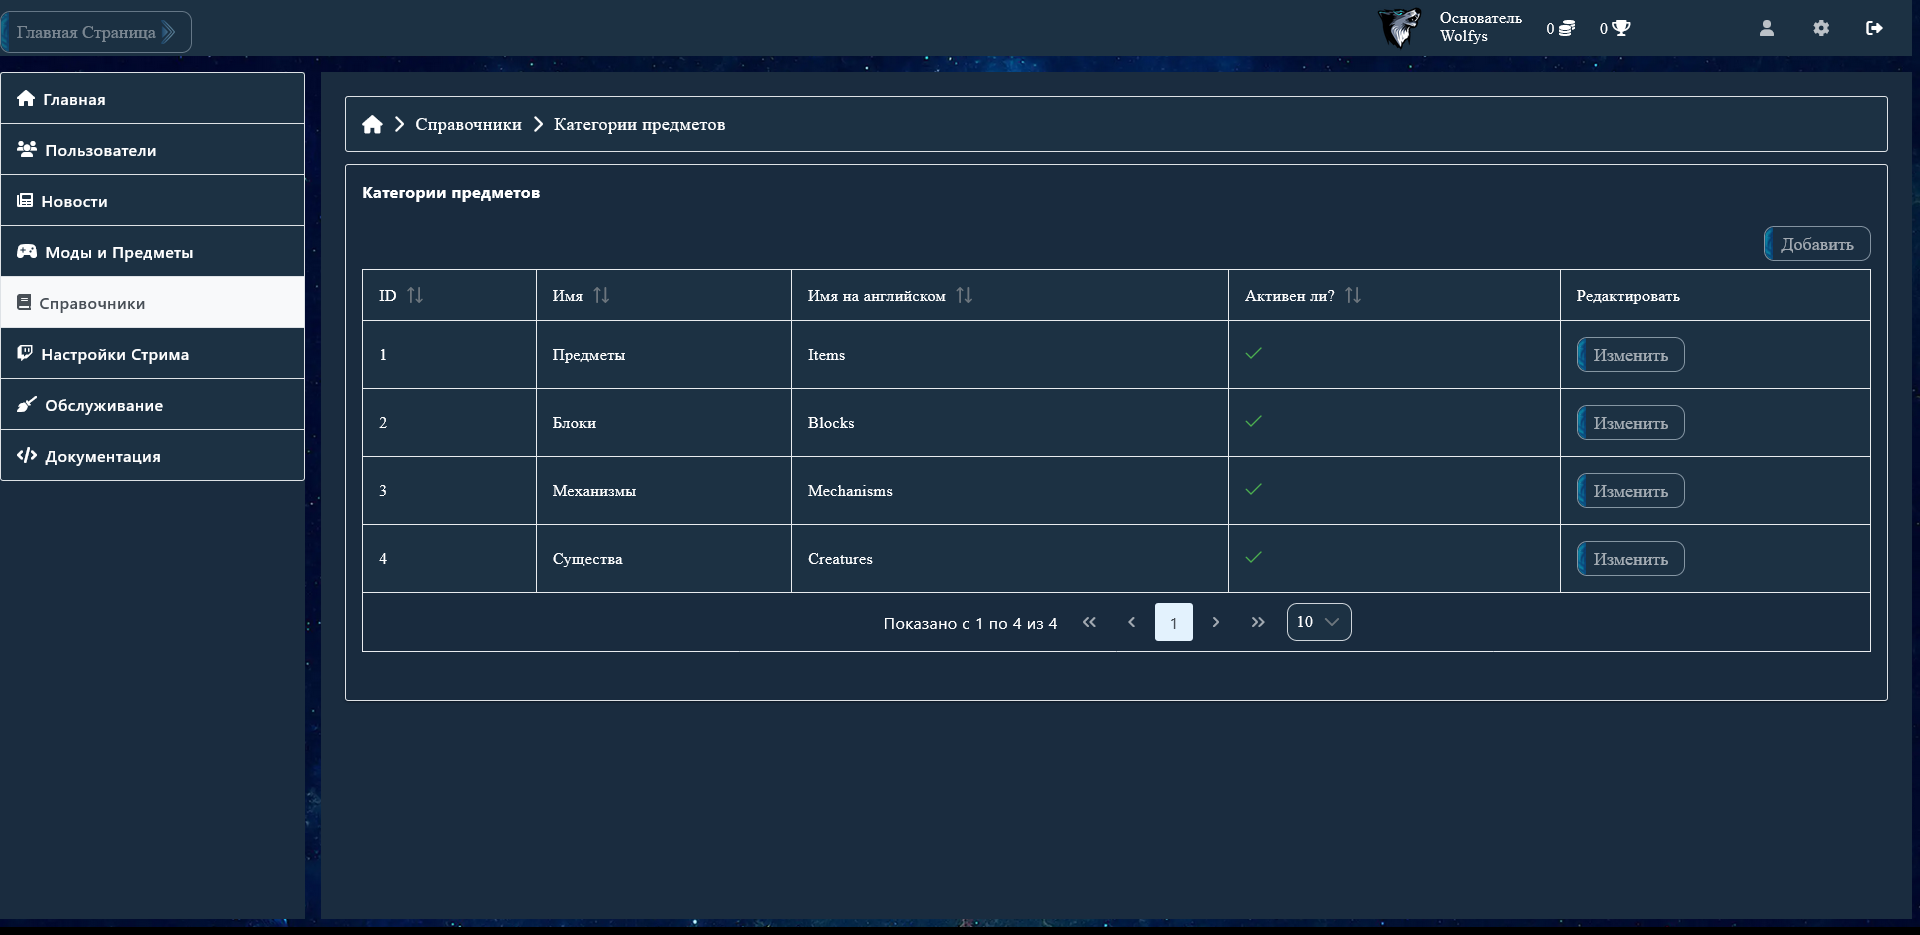 Главная Страница
Основатель
Wolfys
0
0
Главная
Пользователи
Новости
Моды и Предметы
Справочники
Настройки Стрима
Обслуживание
Документация
Справочники Категории предметов
Категории предметов
Добавить
ID Имя Имя на английском Активен ли? Редактировать
1 Предметы Items Изменить
2 Блоки Blocks Изменить
3 Механизмы Mechanisms Изменить
4 Существа Creatures Изменить
Показано с 1 по 4 из 4 1 10